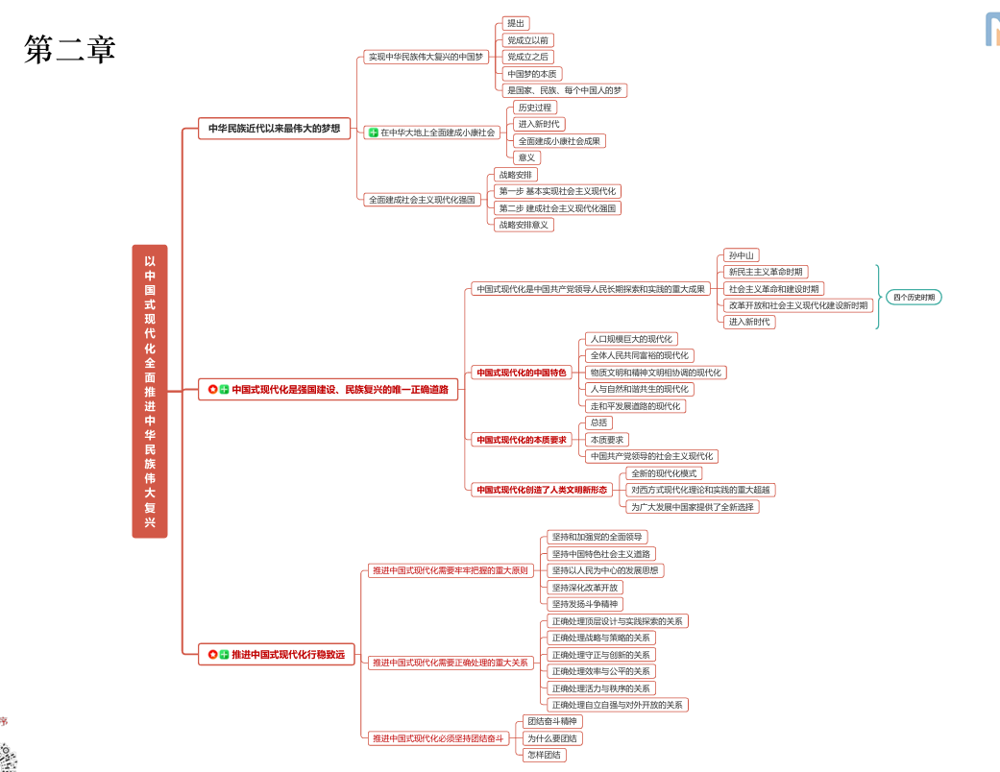 第二章
以中国式现代化全面推进中华民族伟大复兴
中华民族近代以来最伟大的梦想
实现中华民族伟大复兴的中国梦
提出
党成立以前
党成立之后
中国梦的本质
是国家、民族、每个中国人的梦
在中华大地上全面建成小康社会
历史过程
进入新时代
全面建成小康社会成果
意义
全面建成社会主义现代化强国
战略安排
第一步 基本实现社会主义现代化
第二步 建成社会主义现代化强国
战略安排意义
中国式现代化是强国建设、民族复兴的唯一正确道路
中国式现代化是中国共产党领导人民长期探索和实践的重大成果
孙中山
新民主主义革命时期
社会主义革命和建设时期
改革开放和社会主义现代化建设新时期
进入新时代
四个历史时期
中国式现代化的中国特色
人口规模巨大的现代化
全体人民共同富裕的现代化
物质文明和精神文明相协调的现代化
人与自然和谐共生的现代化
走和平发展道路的现代化
中国式现代化的本质要求
总括
本质要求
中国共产党领导的社会主义现代化
中国式现代化创造了人类文明新形态
全新的现代化模式
对西方式现代化理论和实践的重大超越
为广大发展中国家提供了全新选择
推进中国式现代化行稳致远
推进中国式现代化需要牢牢把握的重大原则
坚持和加强党的全面领导
坚持中国特色社会主义道路
坚持以人民为中心的发展思想
坚持深化改革开放
坚持发扬斗争精神
推进中国式现代化需要正确处理的重大关系
正确处理顶层设计与实践探索的关系
正确处理战略与策略的关系
正确处理守正与创新的关系
正确处理效率与公平的关系
正确处理活力与秩序的关系
正确处理自立自强与对外开放的关系
推进中国式现代化必须坚持团结奋斗
团结奋斗精神
为什么要团结
怎样团结
序